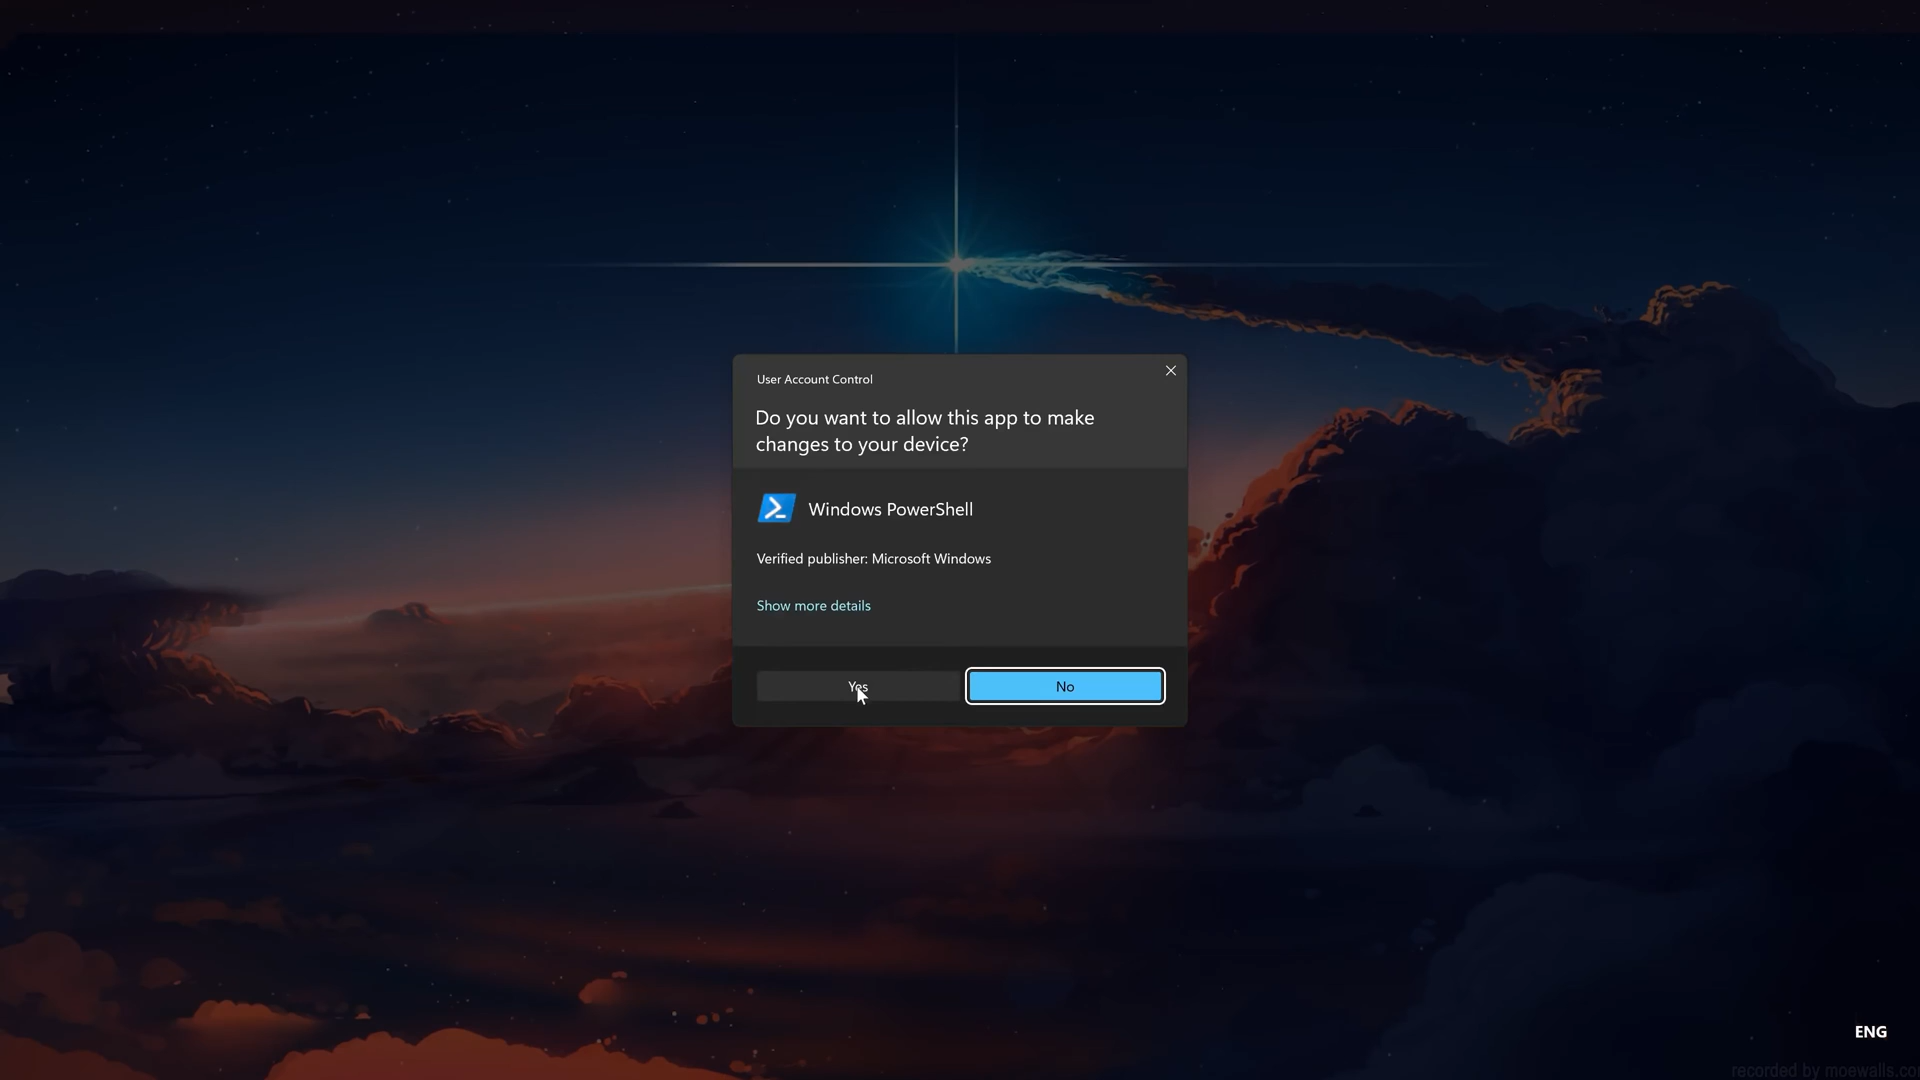 User Account Control
Do you want to allow this app to make
changes to your device?
Windows PowerShell
Verified publisher: Microsoft Windows
Show more details
Yes
No
ENG
recorded by moewalls.co